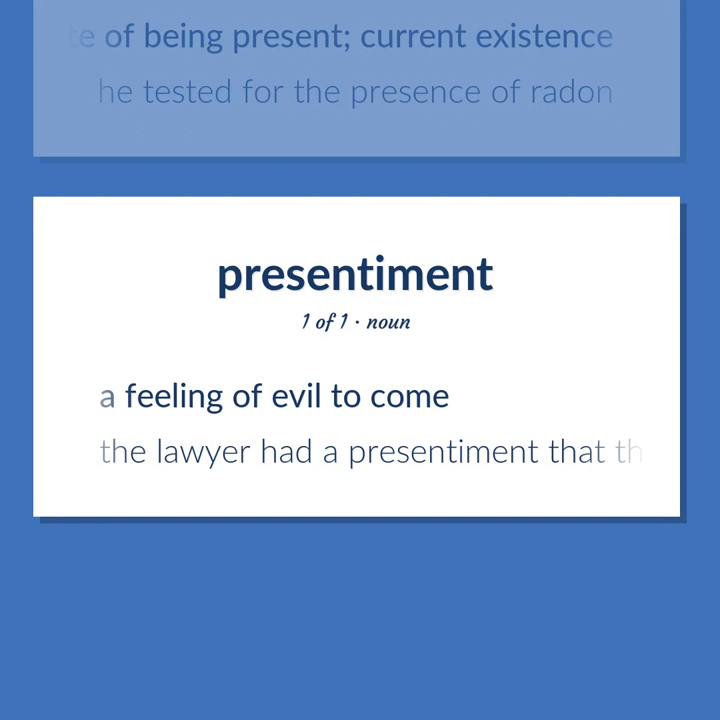 of being present; current existence
he tested for the presence of radon
presentiment
1 of 1 · noun
a feeling of evil to come
the lawyer had a presentiment that